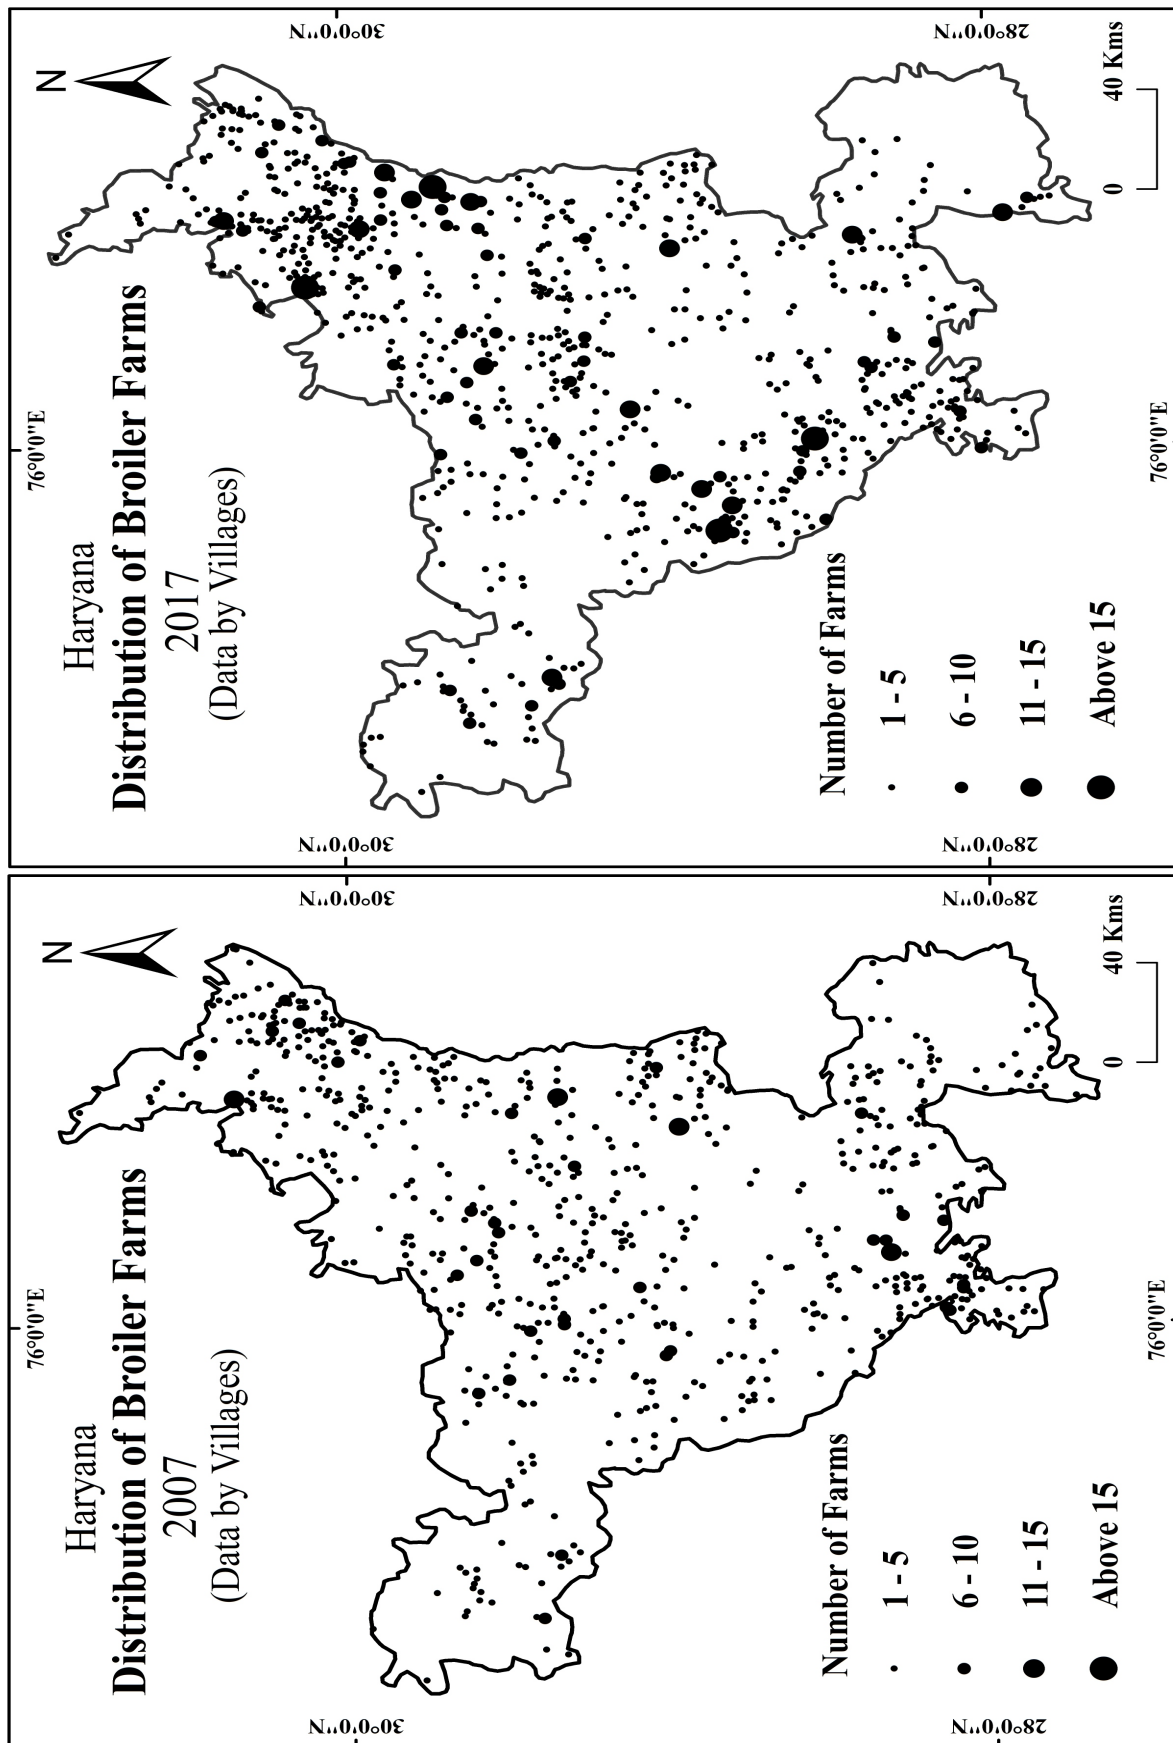 76°0'0"E
Haryana
Distribution of Broiler Farms
2007
(Data by Villages)
N
30°0'0"N
30°0'0"N
Number of Farms
1 - 5
6 - 10
11 - 15
Above 15
28°0'0"N
28°0'0"N
0 40 Kms
76°0'0"E
76°0'0"E
Haryana
Distribution of Broiler Farms
2017
(Data by Villages)
N
30°0'0"N
30°0'0"N
Number of Farms
1 - 5
6 - 10
11 - 15
Above 15
28°0'0"N
28°0'0"N
0 40 Kms
76°0'0"E